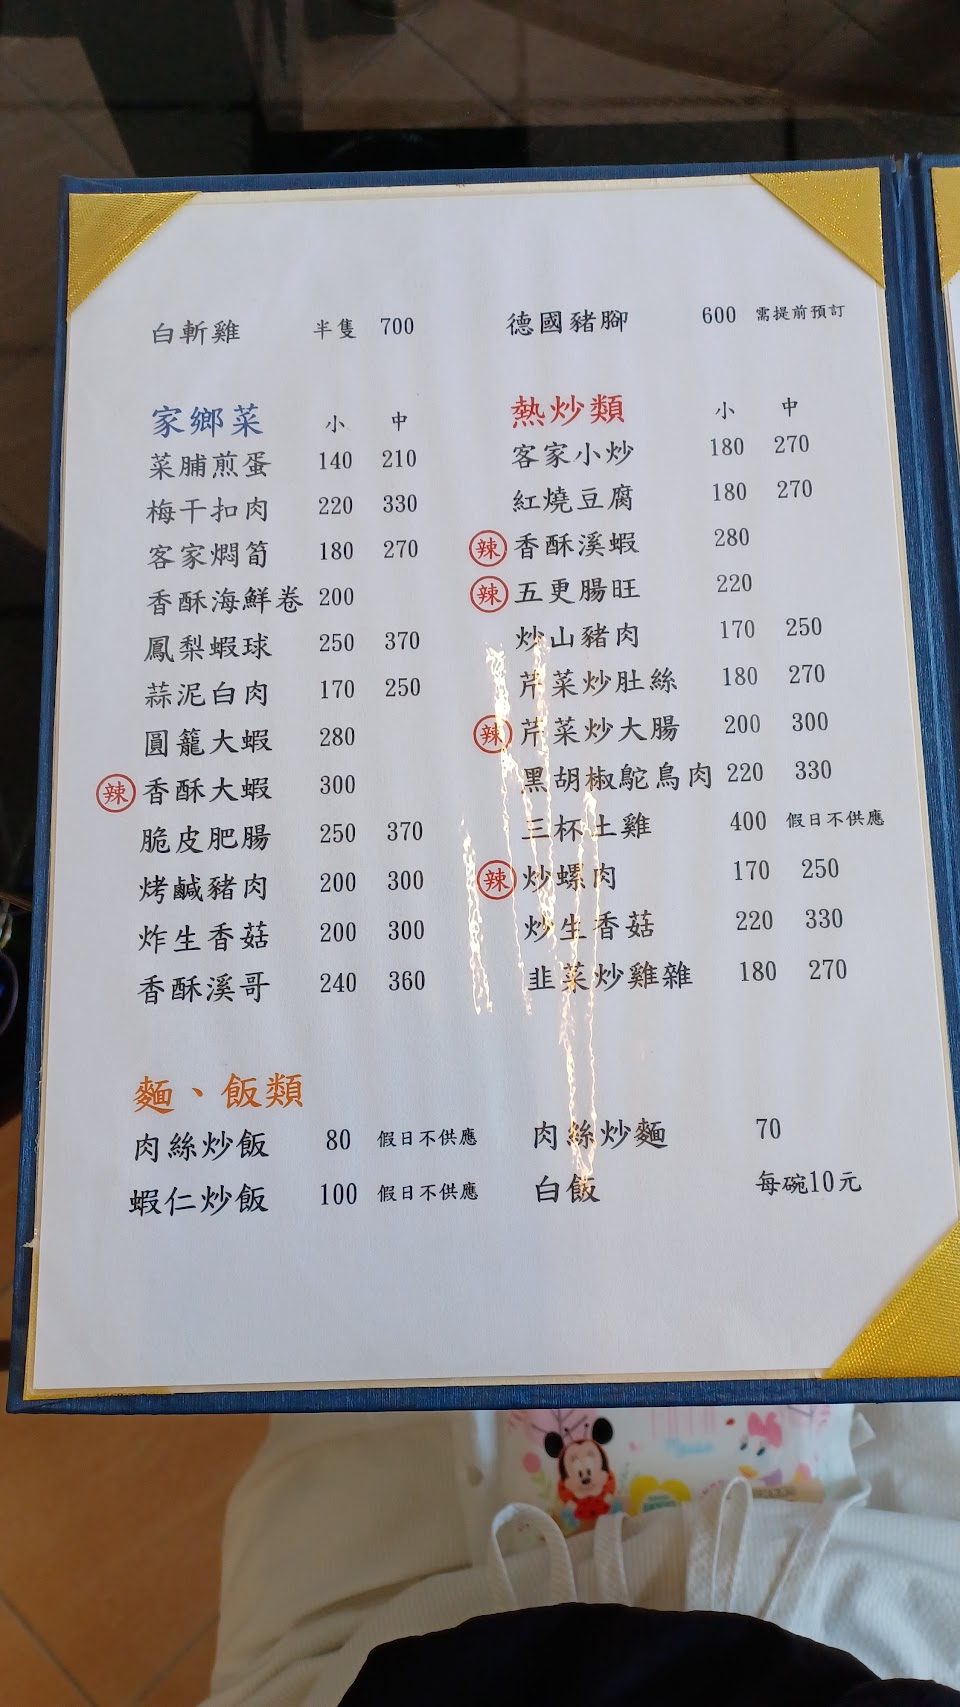 白斬雞 半隻 700
德國豬腳 600 需提前預訂
家鄉菜 小 中
菜脯煎蛋 140 210
梅干扣肉 220 330
客家燜筍 180 270
香酥海鮮卷 200
鳳梨蝦球 250 370
蒜泥白肉 170 250
圓籠大蝦 280
辣 香酥大蝦 300
脆皮肥腸 250 370
烤鹹豬肉 200 300
炸生香菇 200 300
香酥溪哥 240 360
熱炒類 小 中
客家小炒 180 270
紅燒豆腐 180 270
辣 香酥溪蝦 280
辣 五更腸旺 220
炒山豬肉 170 250
芹菜炒肚絲 180 270
辣 芹菜炒大腸 200 300
黑胡椒鴕鳥肉 220 330
三杯土雞 400 假日不供應
辣 炒螺肉 170 250
炒生香菇 220 330
韭菜炒雞雜 180 270
麵、飯類
肉絲炒飯 80 假日不供應
蝦仁炒飯 100 假日不供應
肉絲炒麵 70
白飯 每碗10元